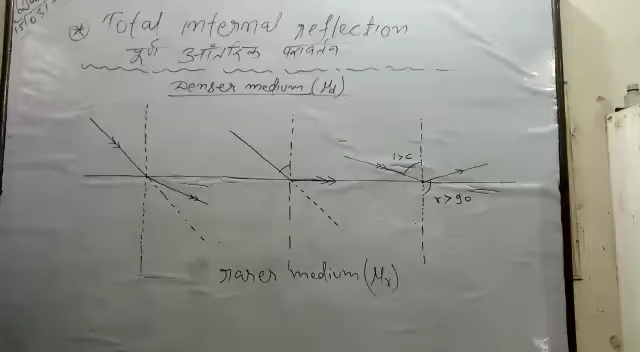 * Total internal reflection
पूर्ण आंतरिक परावर्तन
Denser medium (μd)
i>c
r>90
rarer medium (μr)